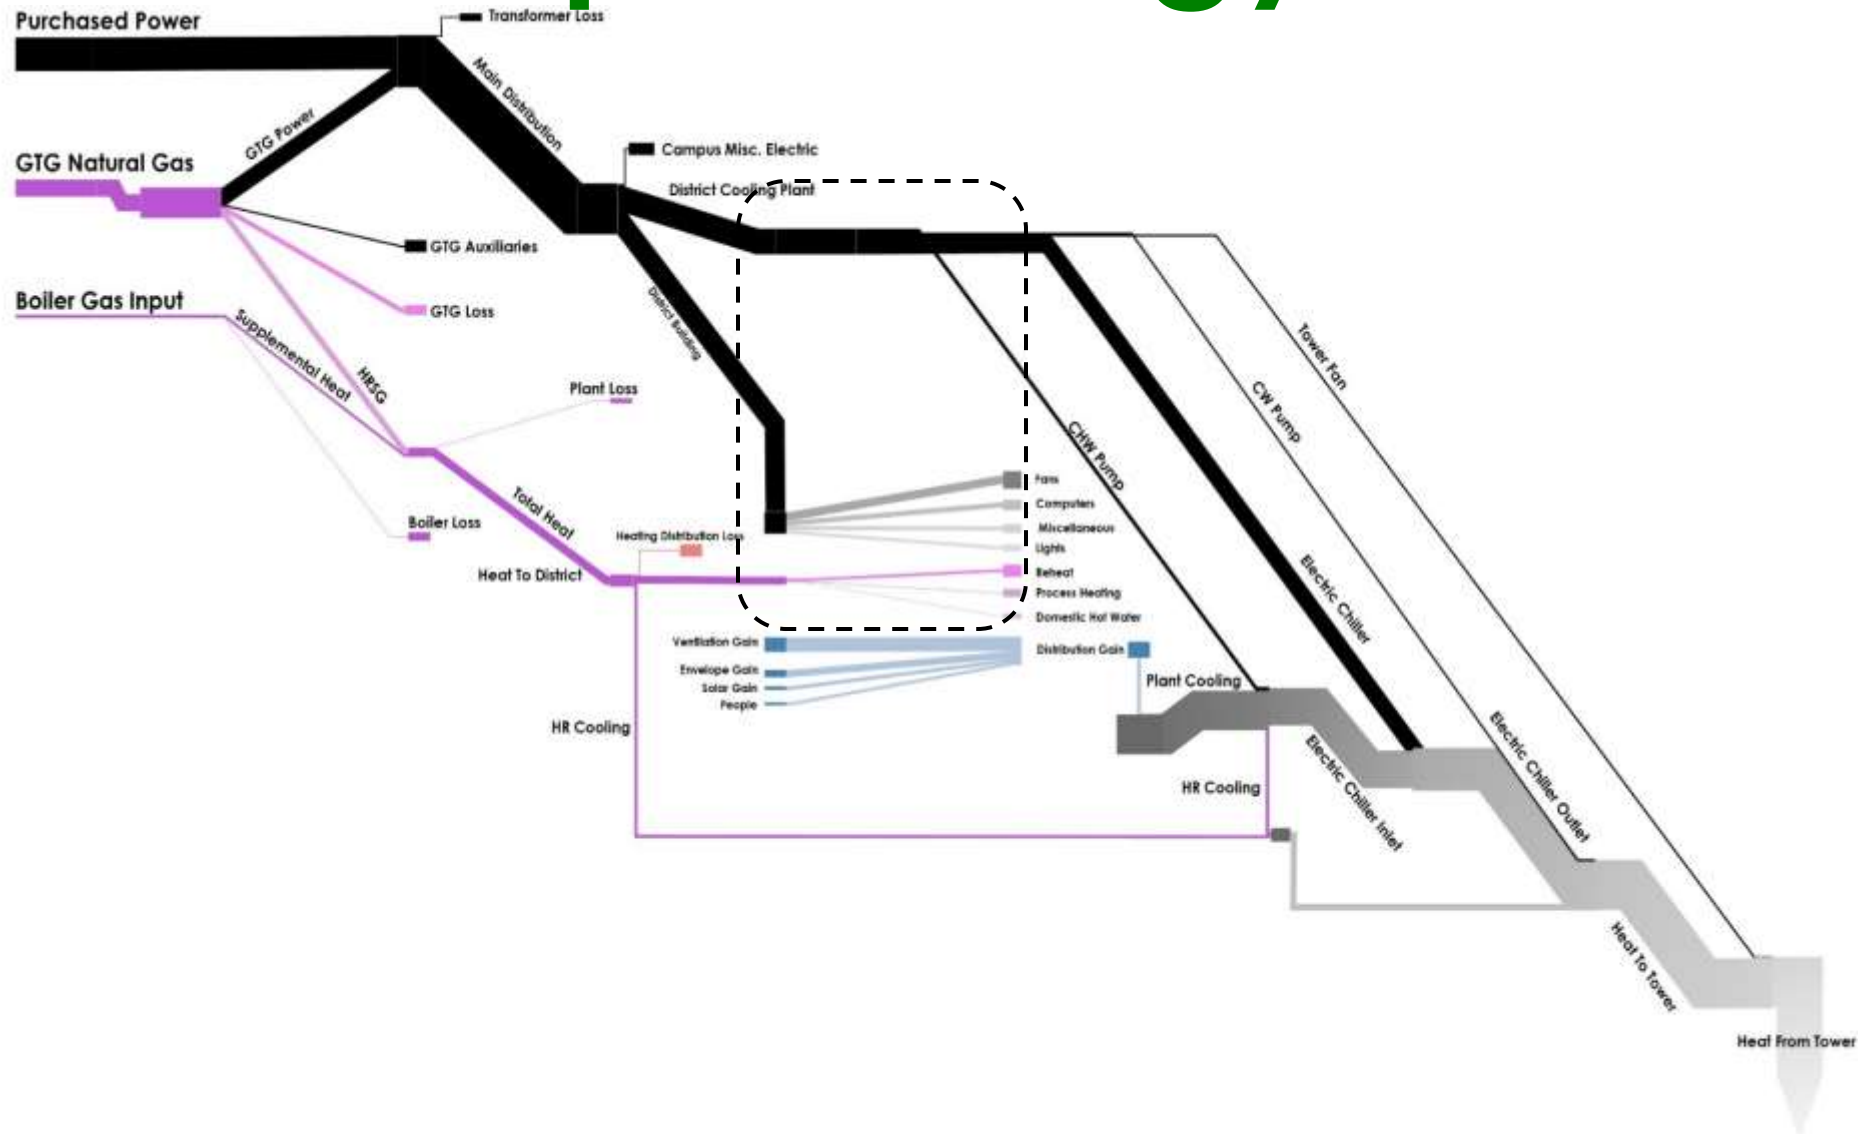 Purchased Power
Transformer Loss
Main Distribution
GTG Power
GTG Natural Gas
Campus Misc. Electric
District Cooling Plant
GTG Auxiliaries
Boiler Gas Input
GTG Loss
Supplemental Heat
HRSG
District Building
Tower Fan
Plant Loss
CW Pump
CHW Pump
Fans
Computers
Miscellaneous
Lights
Total Heat
Boiler Loss
Heating Distribution Loss
Heat To District
Reheat
Process Heating
Domestic Hot Water
Electric Chiller
Ventilation Gain
Distribution Gain
Envelope Gain
Solar Gain
People
Plant Cooling
HR Cooling
HR Cooling
Electric Chiller Inlet
Electric Chiller Outlet
Heat To Tower
Heat From Tower